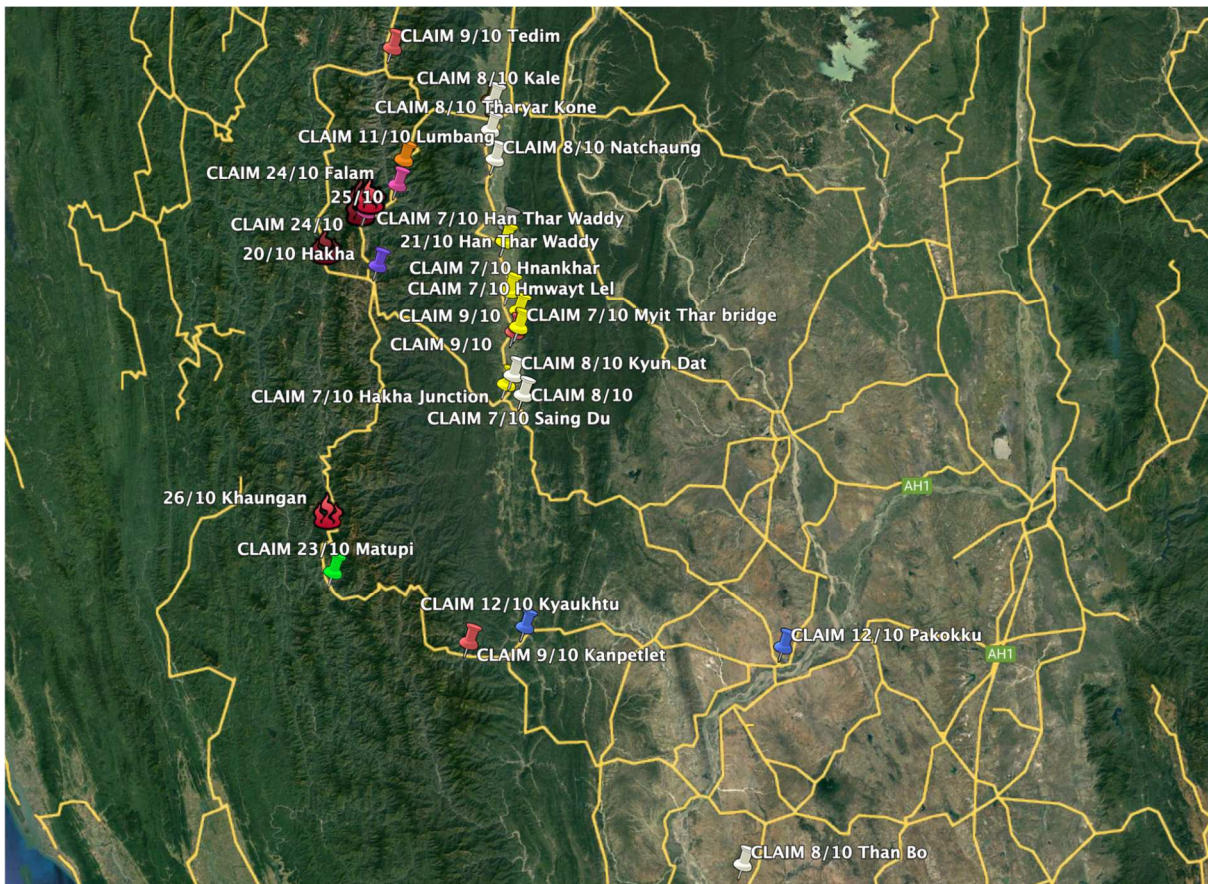 CLAIM 9/10 Tedim
CLAIM 8/10 Kale
CLAIM 8/10 Tharyar Kone
CLAIM 11/10 Lumbang
CLAIM 8/10 Natchaung
CLAIM 24/10 Falam
25/10
CLAIM 24/10
CLAIM 7/10 Han Thar Waddy
20/10 Hakha
21/10 Han Thar Waddy
CLAIM 7/10 Hnankhar
CLAIM 7/10 Hmwayt Lel
CLAIM 9/10
CLAIM 7/10 Myit Thar bridge
CLAIM 9/10
CLAIM 8/10 Kyun Dat
CLAIM 7/10 Hakha Junction
CLAIM 8/10
CLAIM 7/10 Saing Du
AH1
26/10 Khaungan
CLAIM 23/10 Matupi
CLAIM 12/10 Kyaukhtu
CLAIM 12/10 Pakokku
CLAIM 9/10 Kanpetlet
AH1
CLAIM 8/10 Than Bo